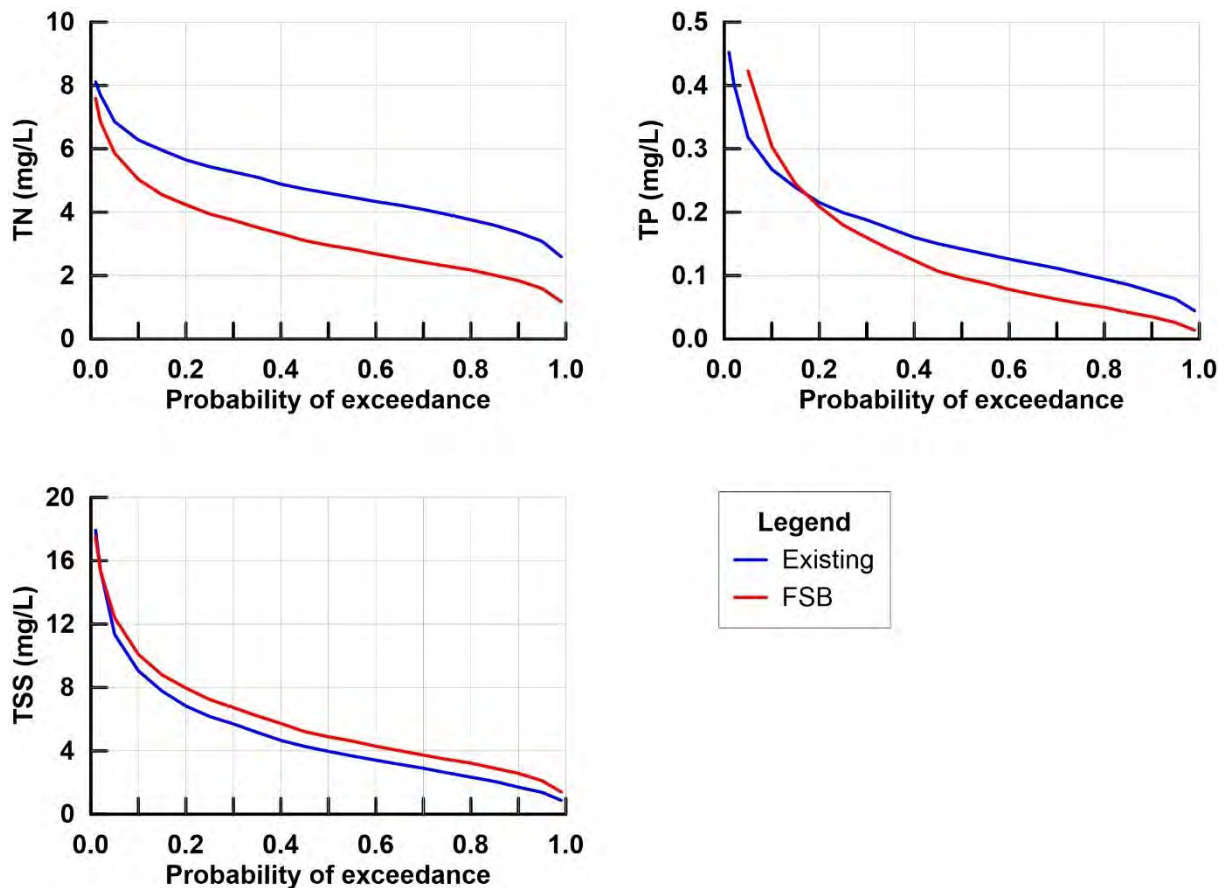 10
8
6
4
2
0
TN (mg/L)
0.0 0.2 0.4 0.6 0.8 1.0
Probability of exceedance
0.5
0.4
0.3
0.2
0.1
0.0
TP (mg/L)
0.0 0.2 0.4 0.6 0.8 1.0
Probability of exceedance
20
16
12
8
4
0
TSS (mg/L)
0.0 0.2 0.4 0.6 0.8 1.0
Probability of exceedance
Legend
Existing
FSB